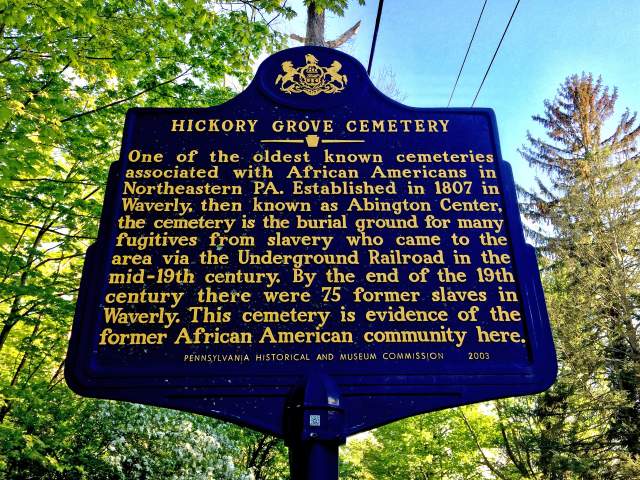 HICKORY GROVE CEMETERY
One of the oldest known cemeteries
associated with African Americans in
Northeastern PA. Established in 1807 in
Waverly, then known as Abington Center,
the cemetery is the burial ground for many
fugitives from slavery who came to the
area via the Underground Railroad in the
mid-19th century. By the end of the 19th
century there were 75 former slaves in
Waverly. This cemetery is evidence of the
former African American community here.
PENNSYLVANIA HISTORICAL AND MUSEUM COMMISSION 2003